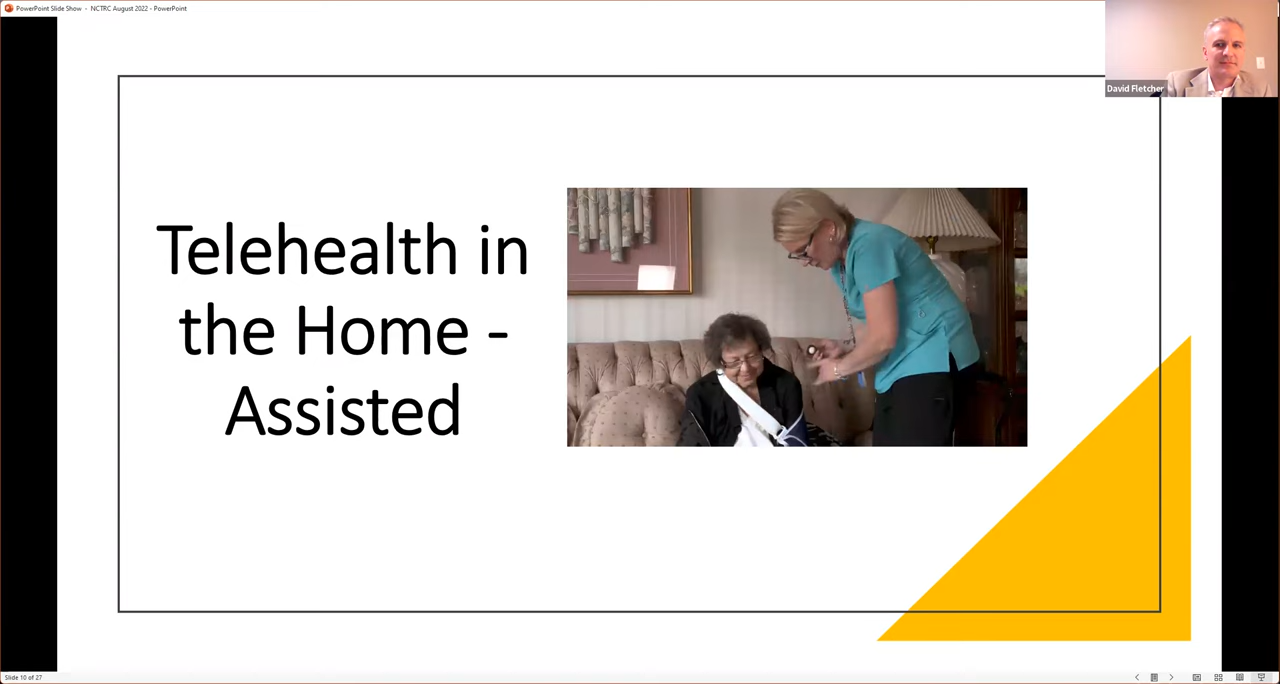 PowerPoint Slide Show - NCTRC August 2022 - PowerPoint
David Fletcher
Telehealth in
the Home -
Assisted
Slide 10 of 27